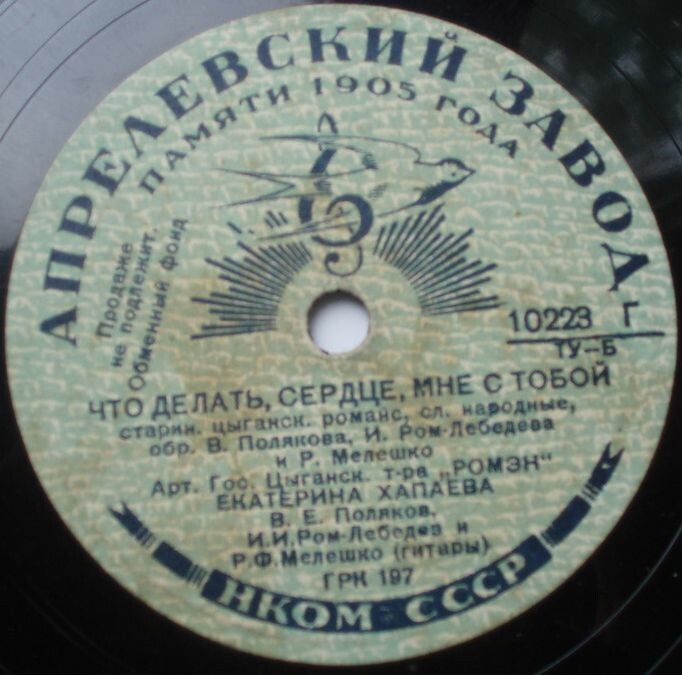 АПРЕЛЕВСКИЙ ЗАВОД
ПАМЯТИ 1905 ГОДА
Продаже
не подлежит.
Обменный фонд
10223 Г
ТУ-Б
ЧТО ДЕЛАТЬ, СЕРДЦЕ, МНЕ С ТОБОЙ
старин. цыганск. романс, сл. народные,
обр. В. Полякова, И. Ром-Лебедева
и Р. Мелешко
Арт. Гос. Цыганск. т-ра „РОМЭН"
ЕКАТЕРИНА ХАПАЕВА
В. Е. Поляков,
И.И.Ром-Лебедев и
Р.Ф.Мелешко (гитары)
ГРК 197
НКОМ СССР